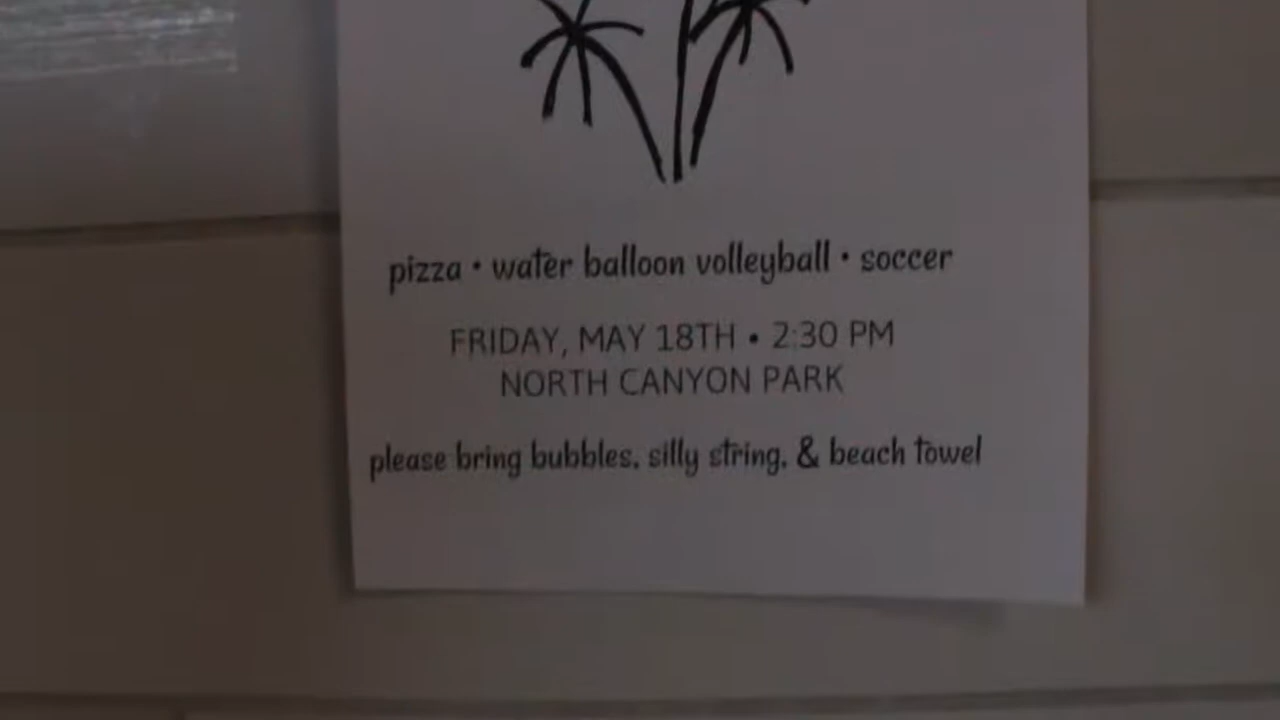 pizza • water balloon volleyball • soccer
FRIDAY, MAY 18TH • 2:30 PM
NORTH CANYON PARK
please bring bubbles, silly string, & beach towel